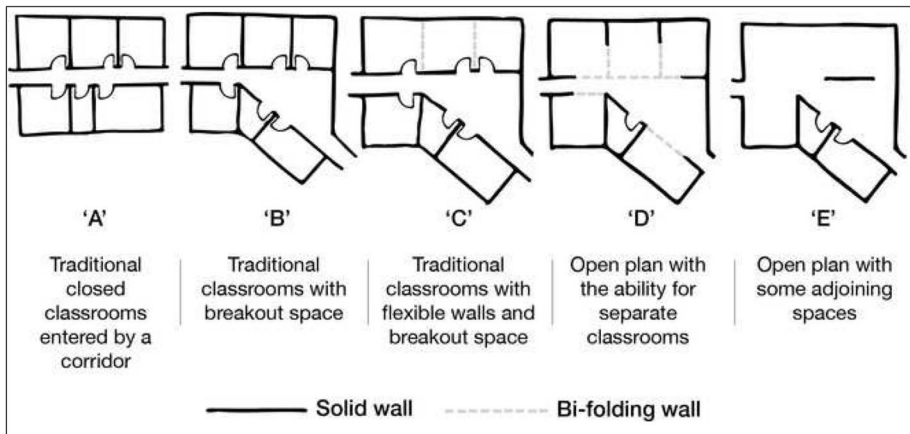 'A'
Traditional
closed
classrooms
entered by a
corridor
'B'
Traditional
classrooms with
breakout space
'C'
Traditional
classrooms with
flexible walls and
breakout space
'D'
Open plan with
the ability for
separate
classrooms
'E'
Open plan with
some adjoining
spaces
Solid wall
Bi-folding wall